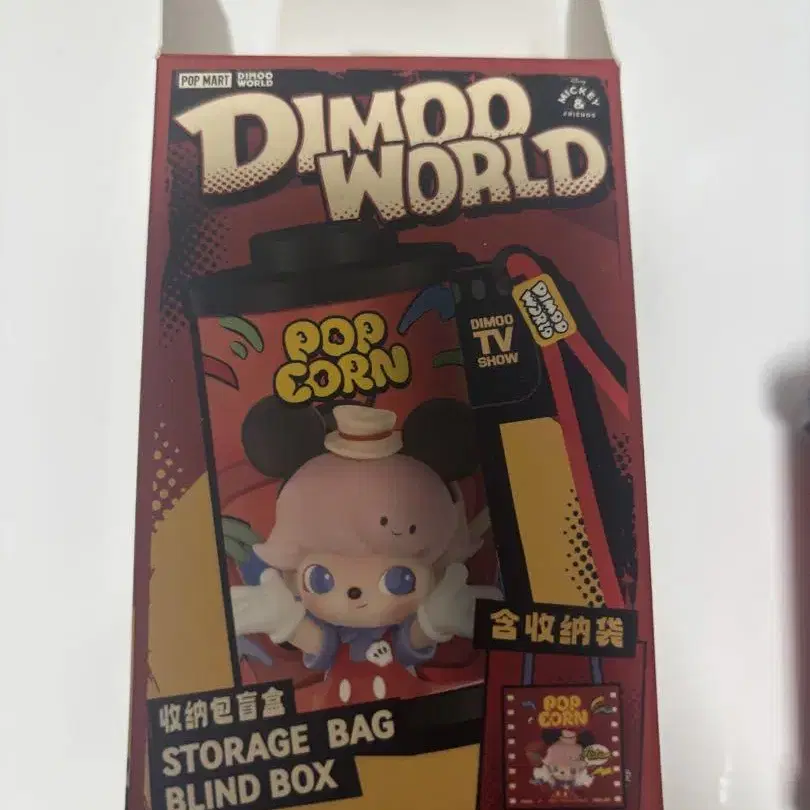 POP MART
DIMOO
WORLD
Disney
MICKEY
&
FRIENDS
DIMOO
WORLD
POP
CORN
DIMOO
TV
SHOW
DIMOO
WORLD
含收纳袋
收纳包盲盒
STORAGE BAG
BLIND BOX
POP
CORN